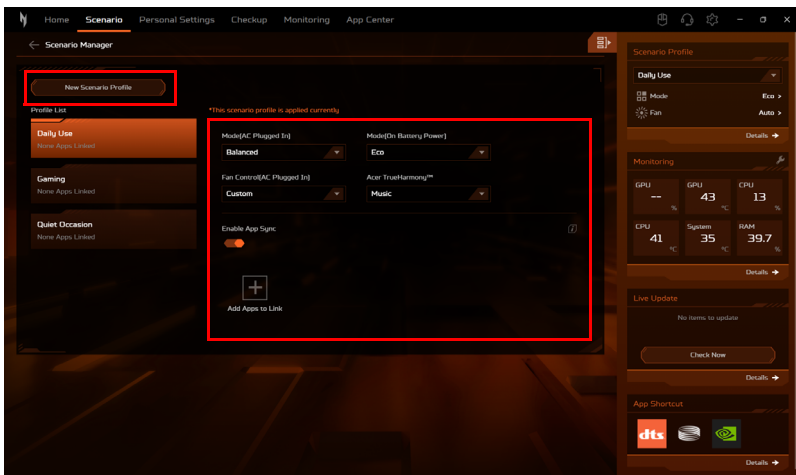 Home Scenario Personal Settings Checkup Monitoring App Center
Scenario Manager
New Scenario Profile
Profile List
Daily Use
None Apps Linked
Gaming
None Apps Linked
Quiet Occasion
None Apps Linked
*This scenario profile is applied currently
Mode(AC Plugged In) Mode(On Battery Power)
Balanced Eco
Fan Control(AC Plugged In) Acer TrueHarmony™
Custom Music
Enable App Sync
Add Apps to Link
Scenario Profile
Daily Use
Mode Eco >
Fan Auto >
Details →
Monitoring
GPU GPU CPU
-- 43 13
% °C %
CPU System RAM
41 35 39.7
°C °C %
Details →
Live Update
No items to update
Check Now
Details →
App Shortcut
dts
Details →